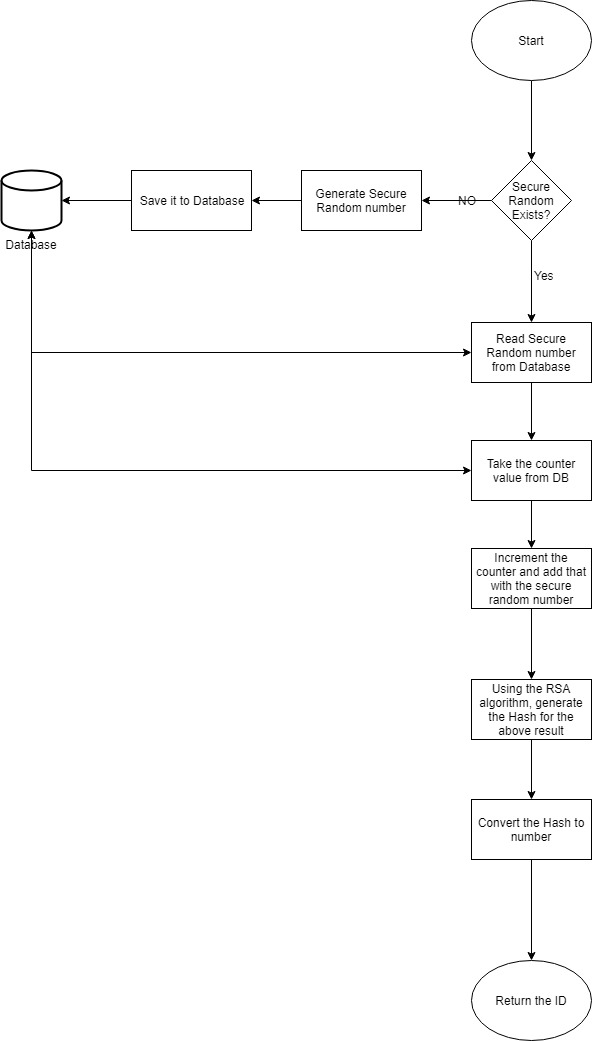 Start
Secure
Random
Exists?
NO
Generate Secure
Random number
Save it to Database
Database
Yes
Read Secure
Random number
from Database
Take the counter
value from DB
Increment the
counter and add that
with the secure
random number
Using the RSA
algorithm, generate
the Hash for the
above result
Convert the Hash to
number
Return the ID